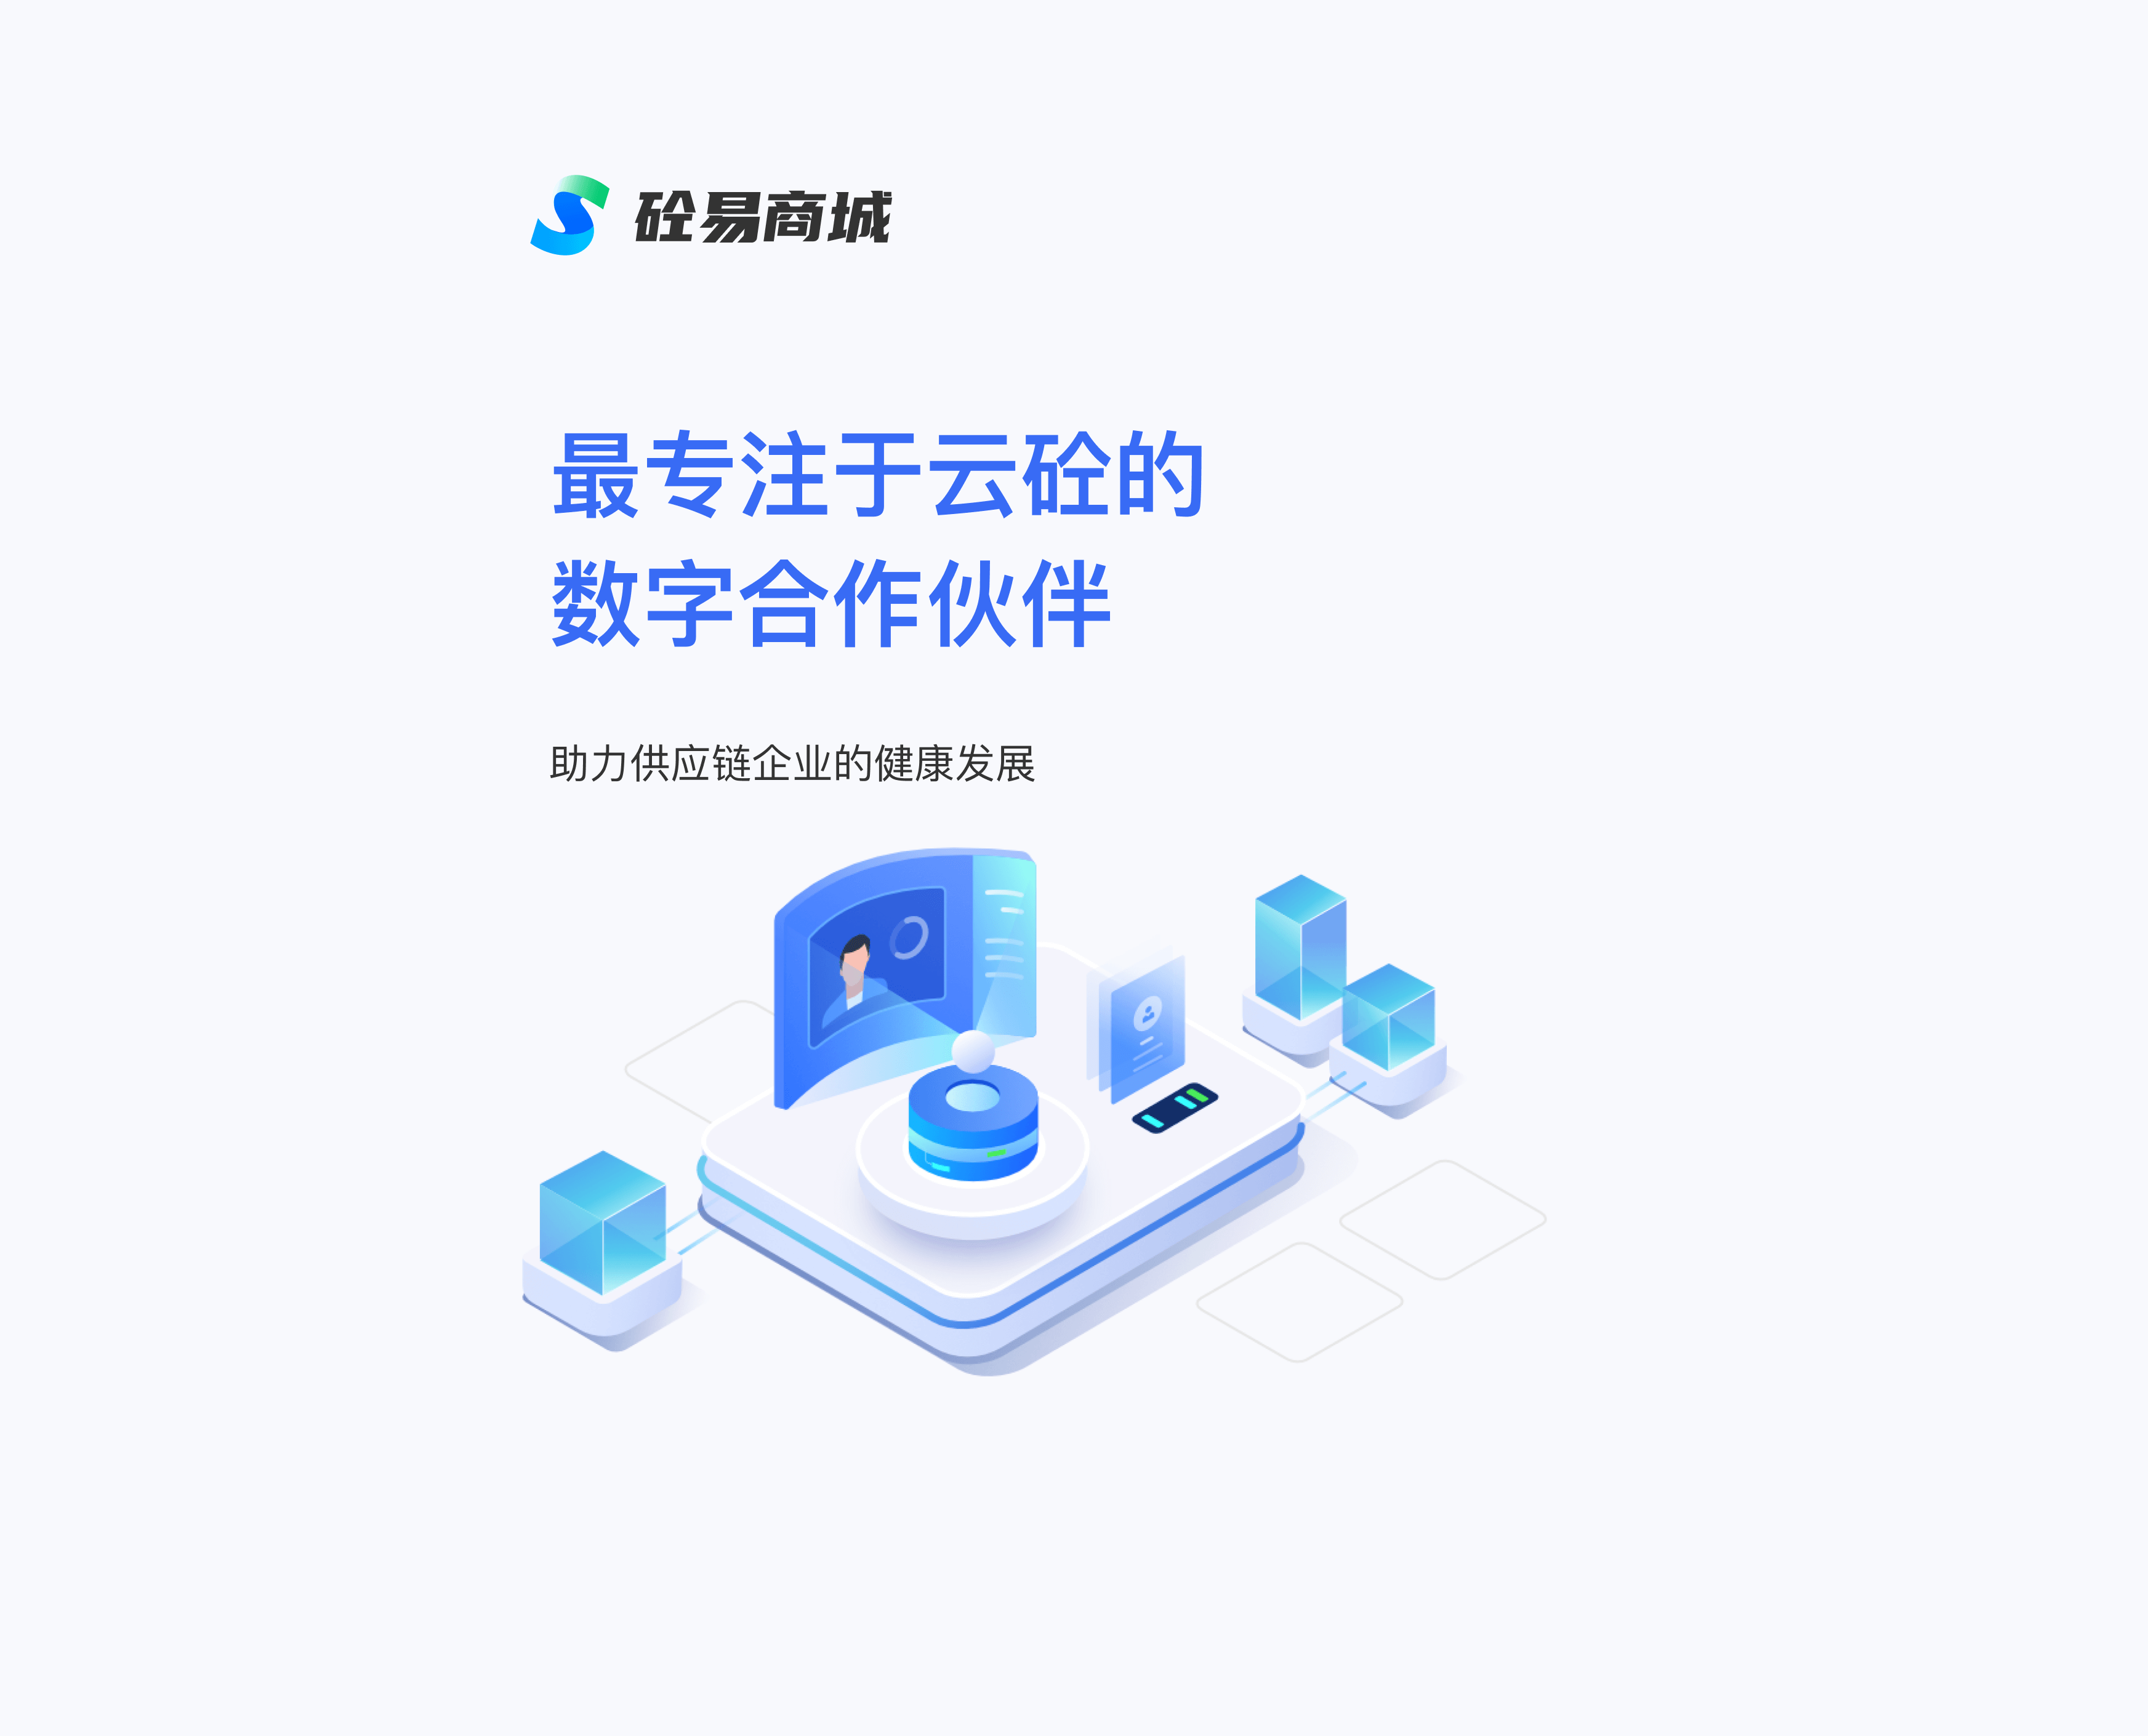 砼易商城
最专注于云砼的
数字合作伙伴
助力供应链企业的健康发展